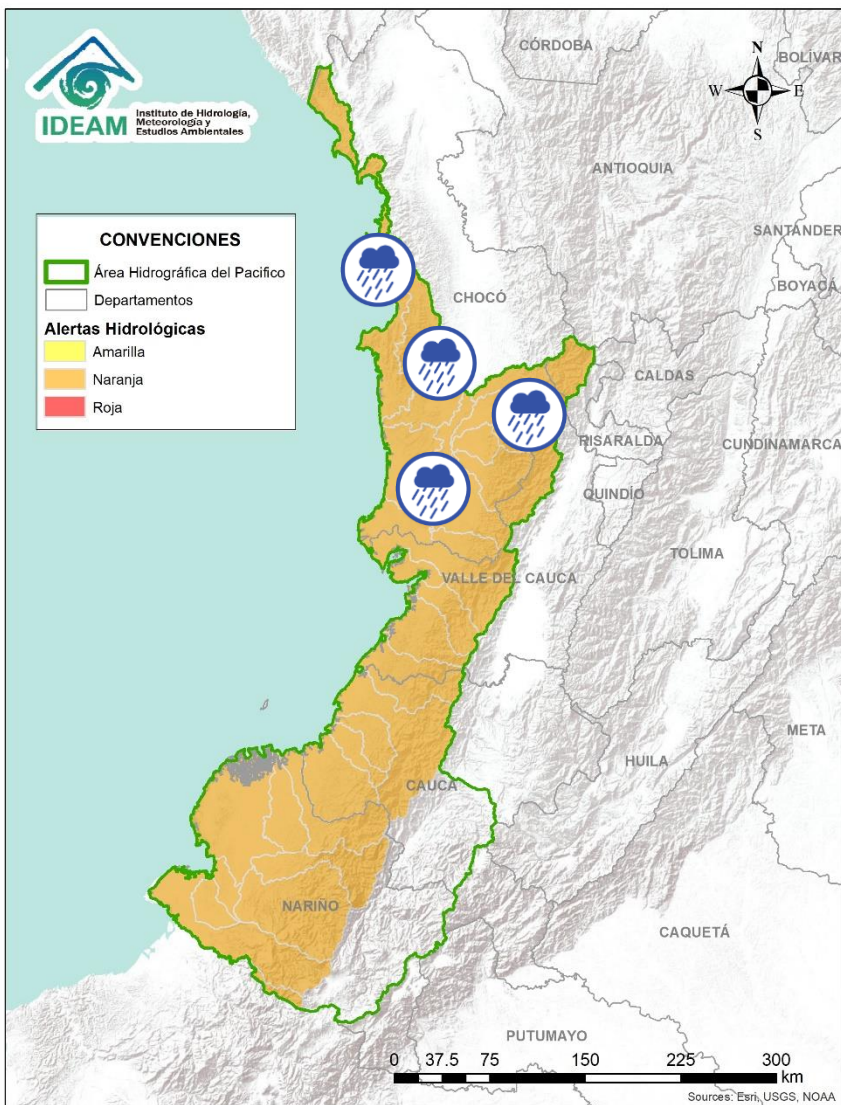 IDEAM
Instituto de Hidrología,
Meteorología y
Estudios Ambientales
CÓRDOBA
BOLÍVAR
N
W
E
S
ANTIOQUIA
SANTANDER
BOYACÁ
CONVENCIONES
Área Hidrográfica del Pacifico
Departamentos
Alertas Hidrológicas
Amarilla
Naranja
Roja
CHOCÓ
CALDAS
RISARALDA
CUNDINAMARCA
QUINDÍO
TOLIMA
VALLE DEL CAUCA
META
HUILA
CAUCA
NARIÑO
CAQUETÁ
PUTUMAYO
0 37.5 75 150 225 300
km
Sources: Esri, USGS, NOAA